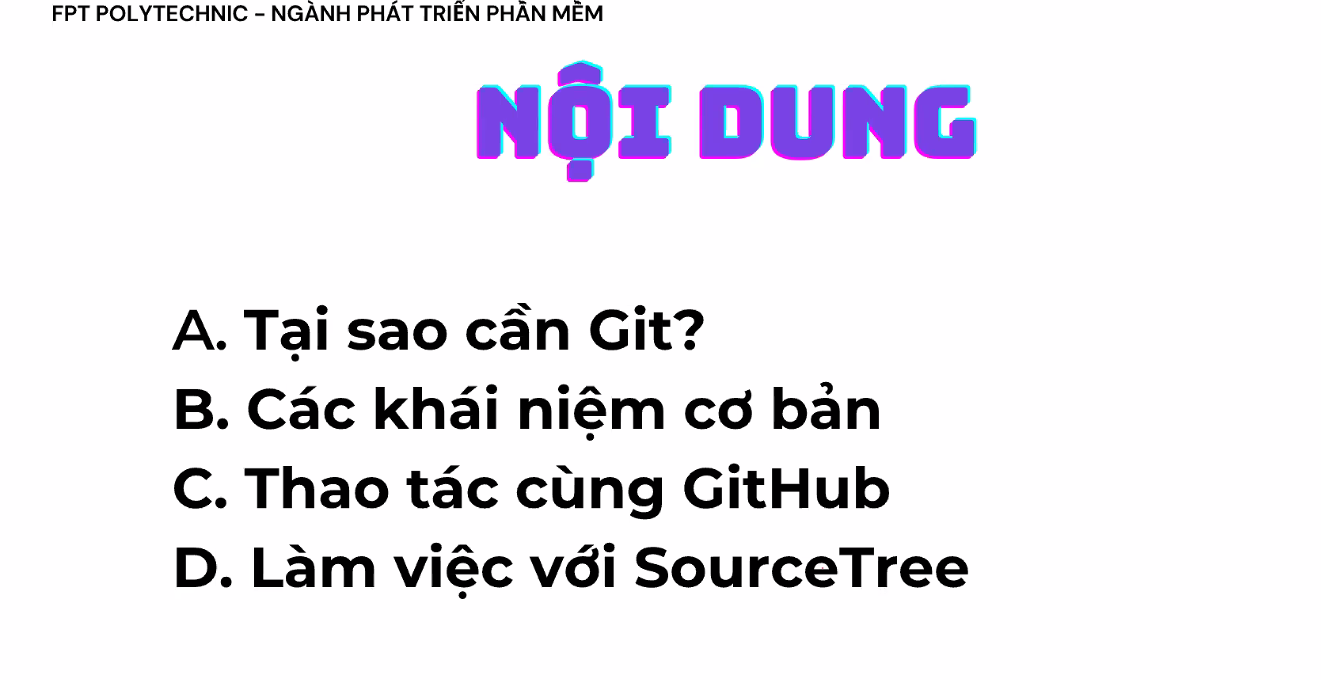 FPT POLYTECHNIC - NGÀNH PHÁT TRIỂN PHẦN MỀM
NỘI DUNG
A. Tại sao cần Git?
B. Các khái niệm cơ bản
C. Thao tác cùng GitHub
D. Làm việc với SourceTree